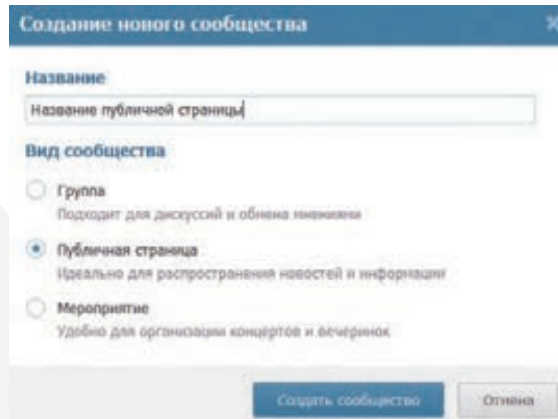 Создание нового сообщества
Название
Название публичной страницы
Вид сообщества
Группа
Подходит для дискуссий и обмена мнениями
Публичная страница
Идеально для распространения новостей и информации
Мероприятие
Удобно для организации концертов и вечеринок
Создать сообщество
Отмена